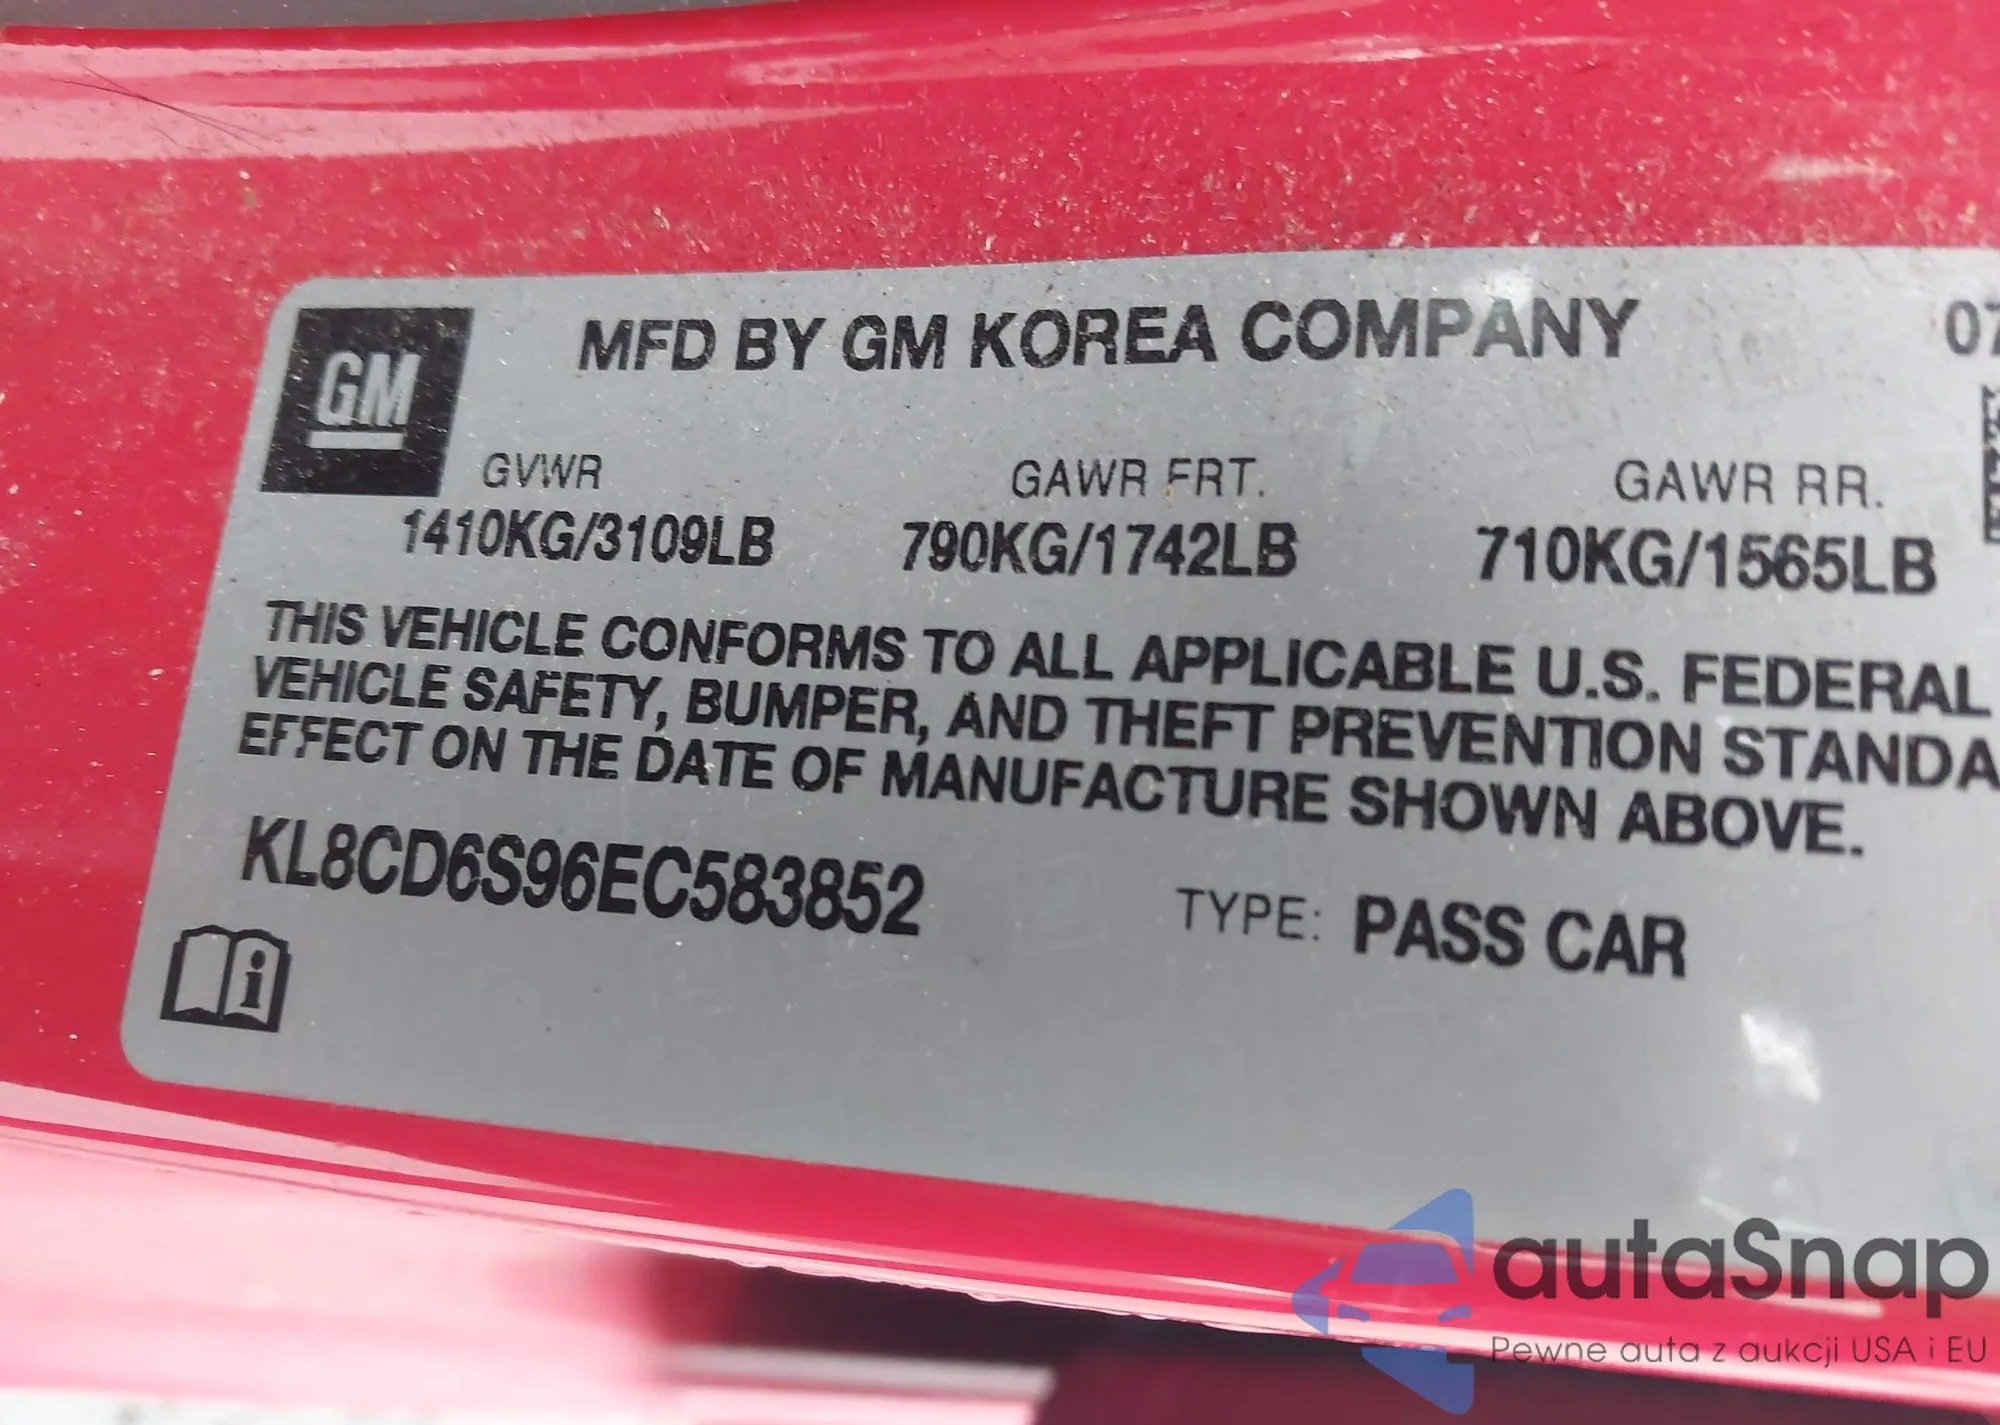 MFD BY GM KOREA COMPANY 07
GM
GVWR GAWR FRT. GAWR RR.
1410KG/3109LB 790KG/1742LB 710KG/1565LB
THIS VEHICLE CONFORMS TO ALL APPLICABLE U.S. FEDERAL
VEHICLE SAFETY, BUMPER, AND THEFT PREVENTION STANDA
EFFECT ON THE DATE OF MANUFACTURE SHOWN ABOVE.
KL8CD6S96EC583852
TYPE: PASS CAR
i
autaSnap
Pewne auta z aukcji USA i EU